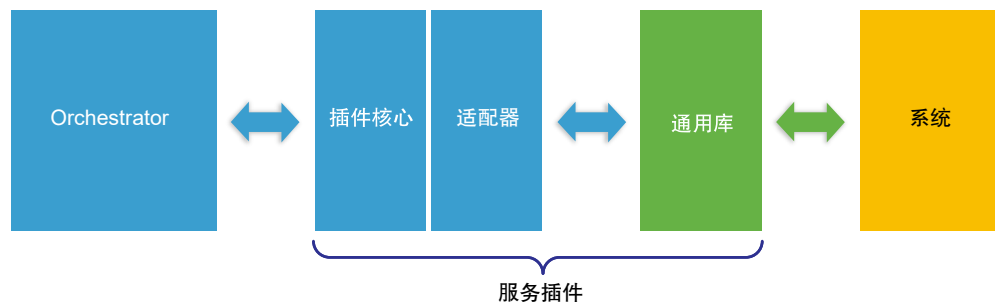 Orchestrator
插件核心
适配器
通用库
系统
服务插件